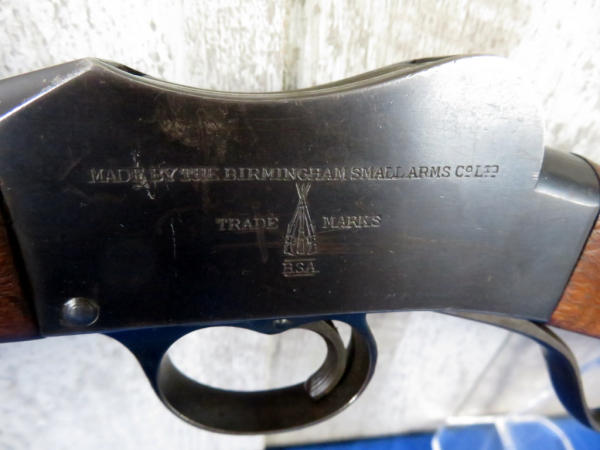 MADE BY THE BIRMINGHAM SMALL ARMS Co LTD
TRADE MARKS
BSA